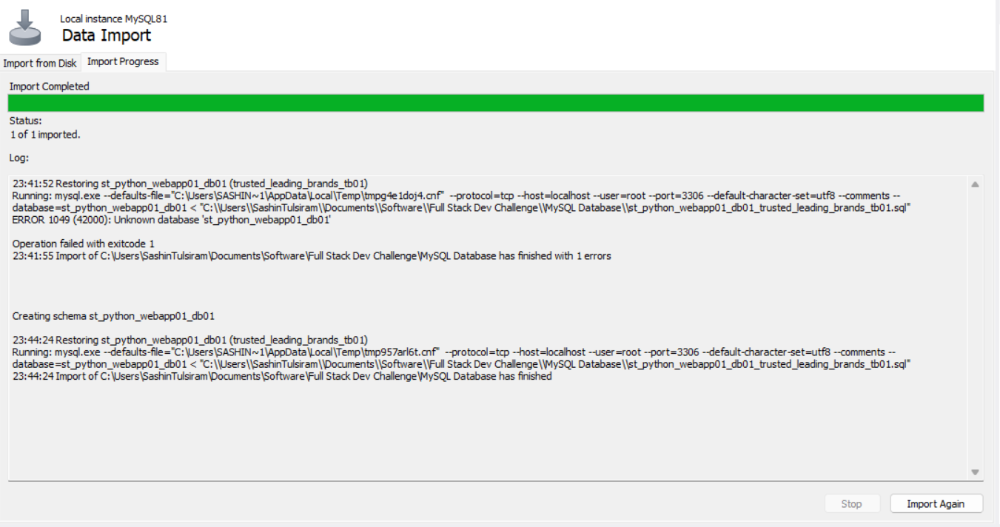 Local instance MySQL81
Data Import
Import from Disk
Import Progress
Import Completed
Status:
1 of 1 imported.
Log:
23:41:52 Restoring st_python_webapp01_db01 (trusted_leading_brands_tb01)
Running: mysql.exe --defaults-file="C:\Users\SASHIN~1\AppData\Local\Temp\tmpg4e1doj4.cnf"  --protocol=tcp --host=localhost --user=root --port=3306 --default-character-set=utf8 --comments --
database=st_python_webapp01_db01 < "C:\\Users\\SashinTulsiram\\Documents\\Software\\Full Stack Dev Challenge\\MySQL Database\\st_python_webapp01_db01_trusted_leading_brands_tb01.sql"
ERROR 1049 (42000): Unknown database 'st_python_webapp01_db01'
Operation failed with exitcode 1
23:41:55 Import of C:\Users\SashinTulsiram\Documents\Software\Full Stack Dev Challenge\MySQL Database has finished with 1 errors
Creating schema st_python_webapp01_db01
23:44:24 Restoring st_python_webapp01_db01 (trusted_leading_brands_tb01)
Running: mysql.exe --defaults-file="C:\Users\SASHIN~1\AppData\Local\Temp\tmp957arl6t.cnf"  --protocol=tcp --host=localhost --user=root --port=3306 --default-character-set=utf8 --comments --
database=st_python_webapp01_db01 < "C:\\Users\\SashinTulsiram\\Documents\\Software\\Full Stack Dev Challenge\\MySQL Database\\st_python_webapp01_db01_trusted_leading_brands_tb01.sql"
23:44:24 Import of C:\Users\SashinTulsiram\Documents\Software\Full Stack Dev Challenge\MySQL Database has finished
Stop
Import Again